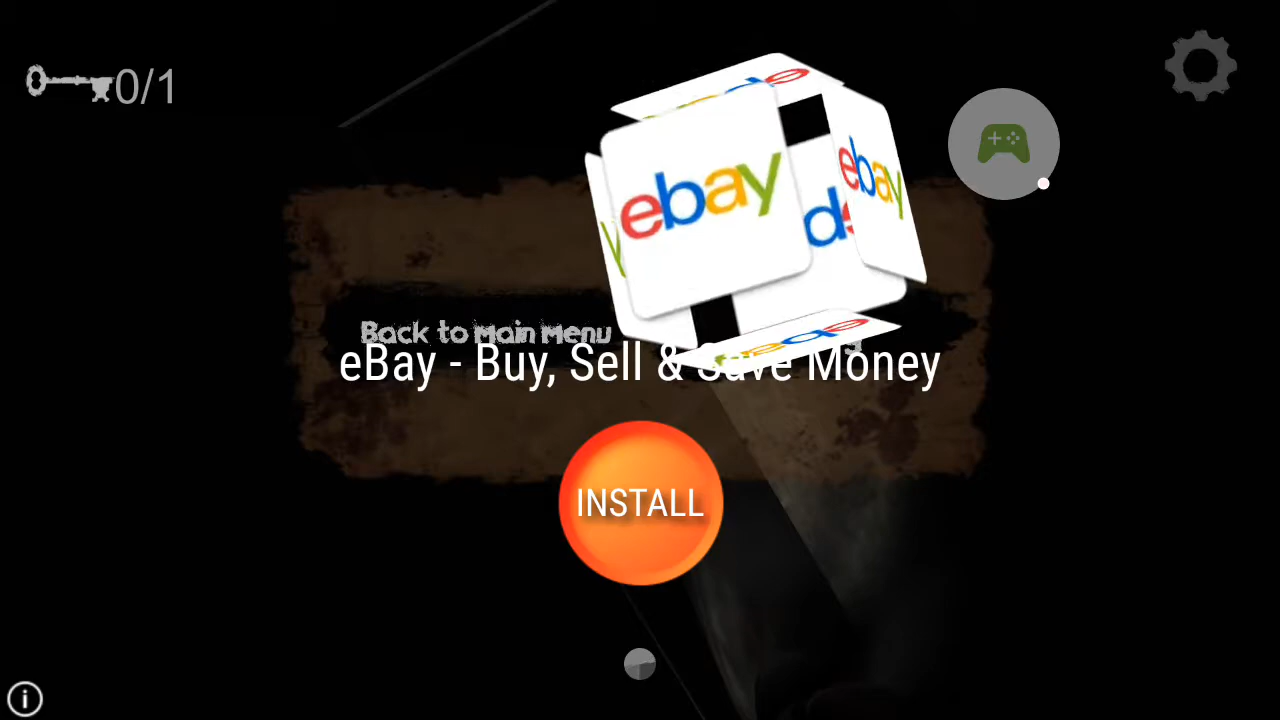 0/1
ebay
ebay
Back to main menu
eBay - Buy, Sell & Save Money
INSTALL
i